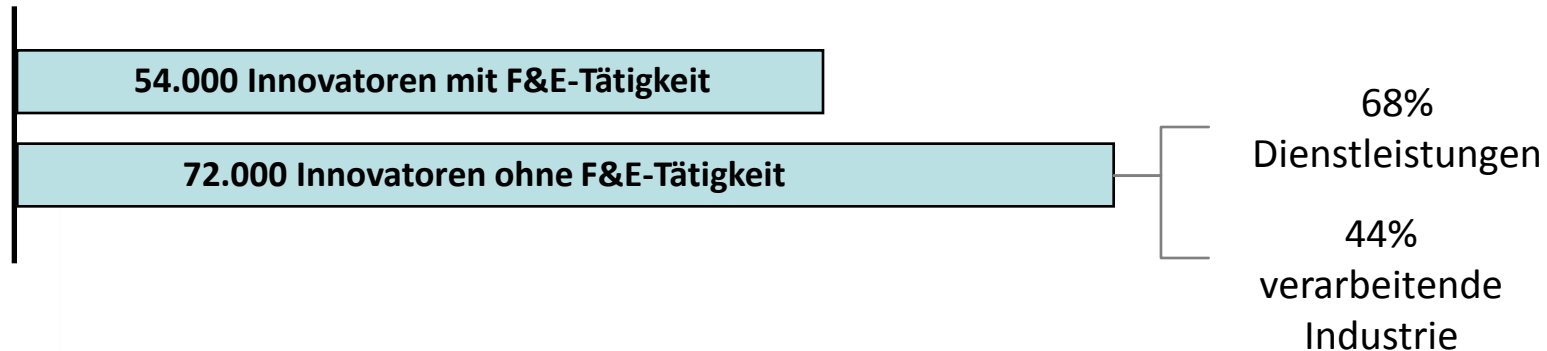 54.000 Innovatoren mit F&E-Tätigkeit
72.000 Innovatoren ohne F&E-Tätigkeit
68%
Dienstleistungen
44%
verarbeitende
Industrie